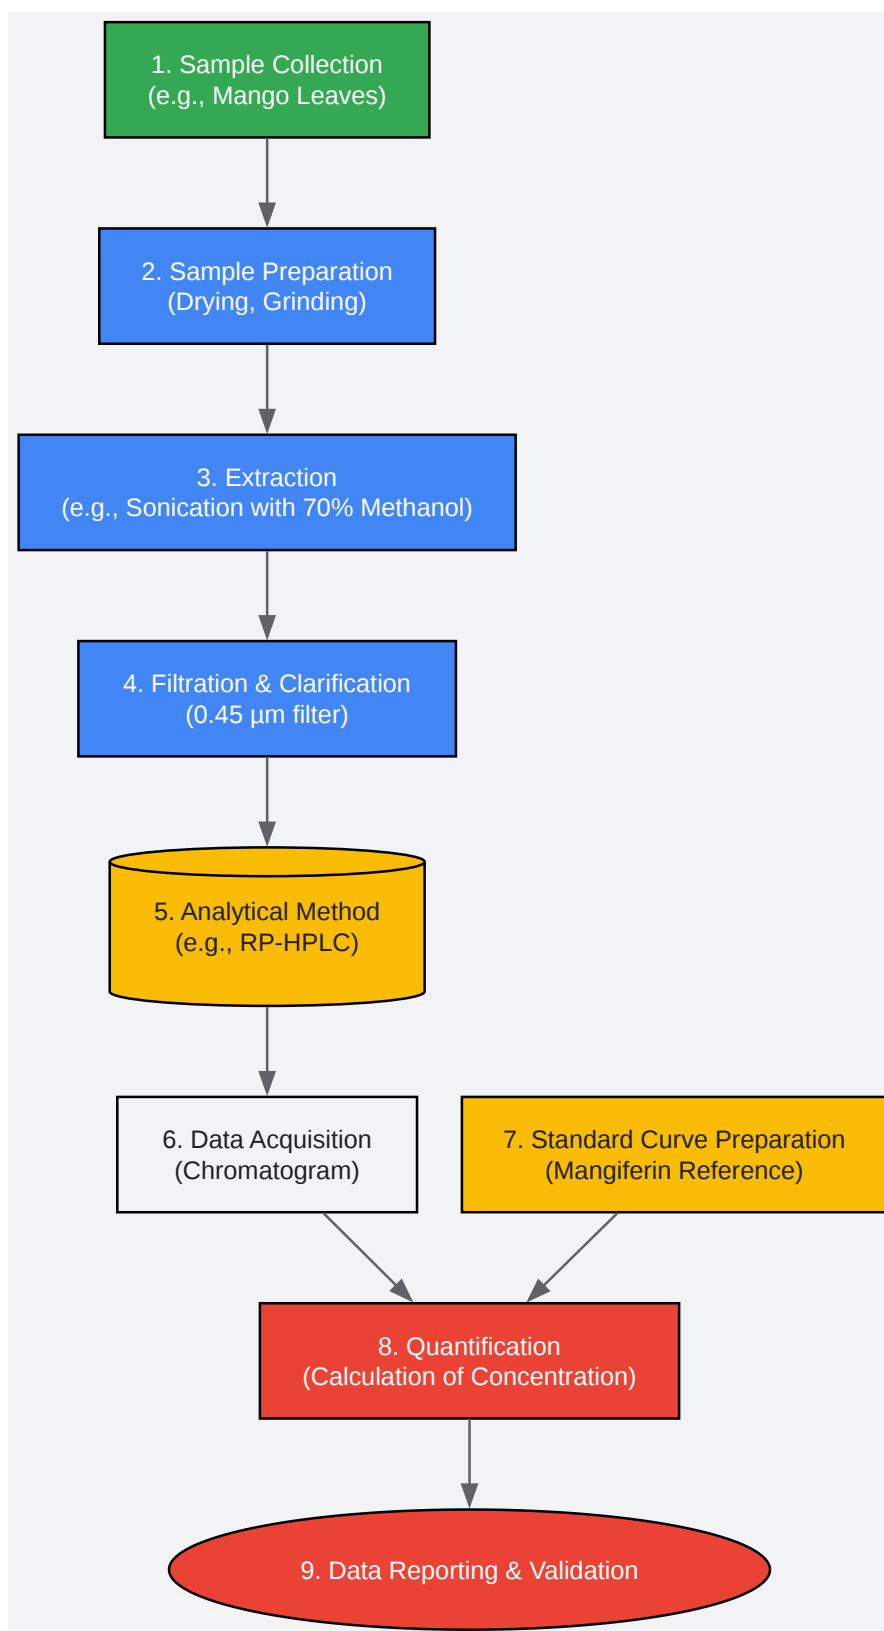 1. Sample Collection
(e.g., Mango Leaves)
2. Sample Preparation
(Drying, Grinding)
3. Extraction
(e.g., Sonication with 70% Methanol)
4. Filtration & Clarification
(0.45 µm filter)
5. Analytical Method
(e.g., RP-HPLC)
6. Data Acquisition
(Chromatogram)
7. Standard Curve Preparation
(Mangiferin Reference)
8. Quantification
(Calculation of Concentration)
9. Data Reporting & Validation